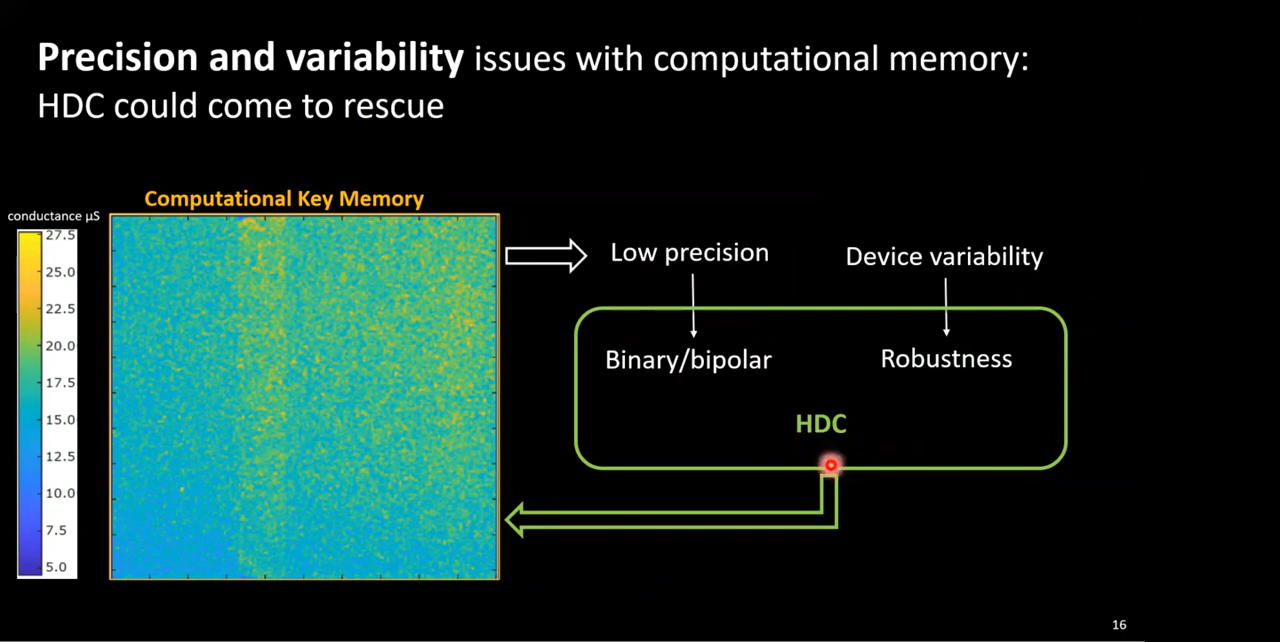 Precision and variability issues with computational memory:
HDC could come to rescue
Computational Key Memory
conductance µS
27.5
25.0
22.5
20.0
17.5
15.0
12.5
10.0
7.5
5.0
Low precision
Device variability
Binary/bipolar
Robustness
HDC
16